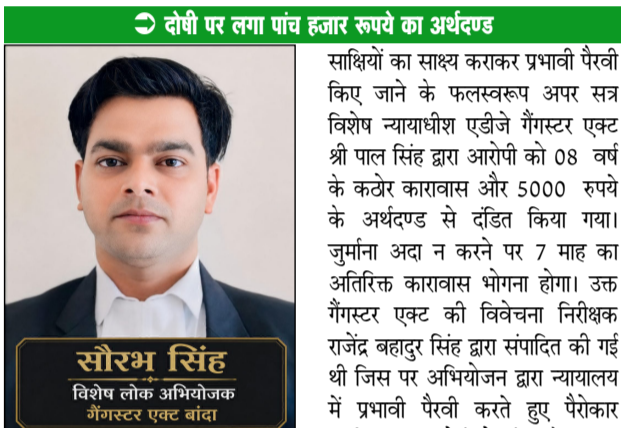 दोषी पर लगा पांच हजार रूपये का अर्थदण्ड
सौरभ सिंह
विशेष लोक अभियोजक
गैंगस्टर एक्ट बांदा
साक्षियों का साक्ष्य कराकर प्रभावी पैरवी
किए जाने के फलस्वरूप अपर सत्र
विशेष न्यायाधीश एडीजे गैंगस्टर एक्ट
श्री पाल सिंह द्वारा आरोपी को 08 वर्ष
के कठोर कारावास और 5000 रुपये
के अर्थदण्ड से दंडित किया गया।
जुर्माना अदा न करने पर 7 माह का
अतिरिक्त कारावास भोगना होगा। उक्त
गैंगस्टर एक्ट की विवेचना निरीक्षक
राजेंद्र बहादुर सिंह द्वारा संपादित की गई
थी जिस पर अभियोजन द्वारा न्यायालय
में प्रभावी पैरवी करते हुए पैरोकार